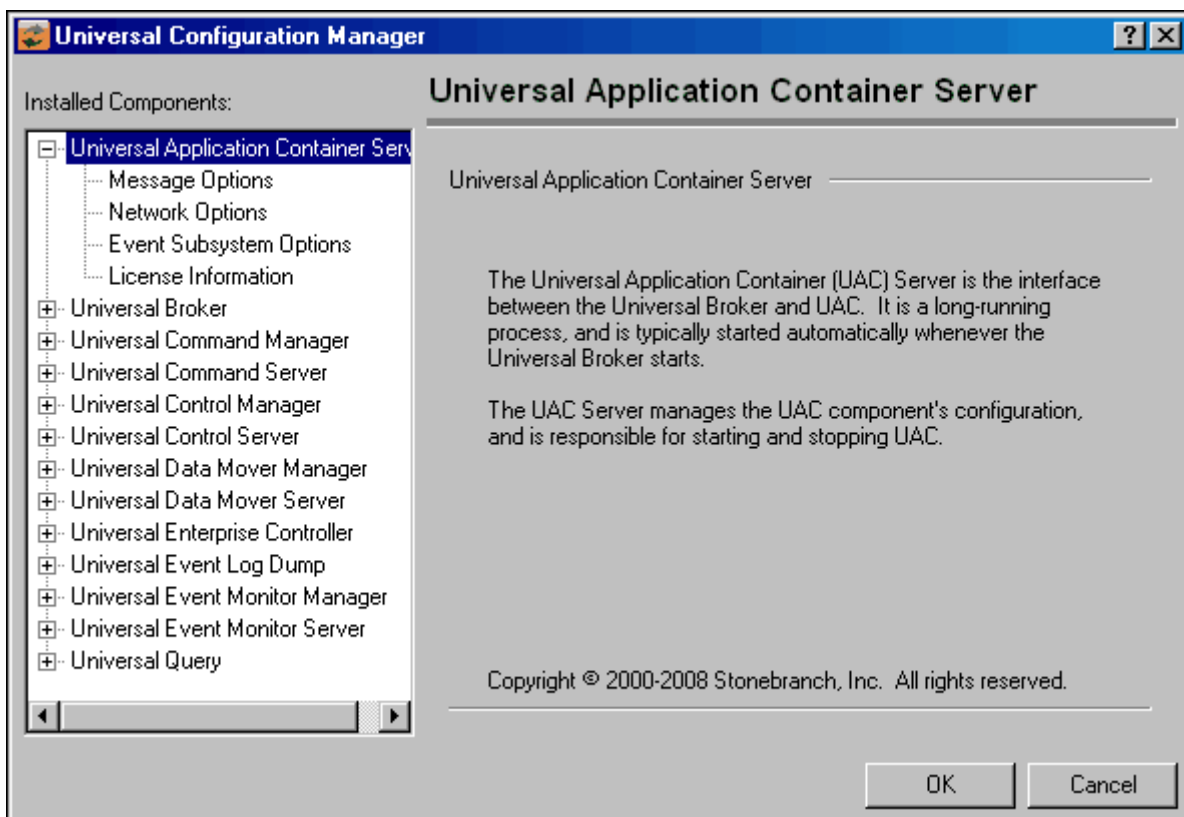 Universal Configuration Manager
Installed Components:
Universal Application Container Serv
Message Options
Network Options
Event Subsystem Options
License Information
Universal Broker
Universal Command Manager
Universal Command Server
Universal Control Manager
Universal Control Server
Universal Data Mover Manager
Universal Data Mover Server
Universal Enterprise Controller
Universal Event Log Dump
Universal Event Monitor Manager
Universal Event Monitor Server
Universal Query
Universal Application Container Server
Universal Application Container Server
The Universal Application Container (UAC) Server is the interface
between the Universal Broker and UAC. It is a long-running
process, and is typically started automatically whenever the
Universal Broker starts.
The UAC Server manages the UAC component's configuration,
and is responsible for starting and stopping UAC.
Copyright © 2000-2008 Stonebranch, Inc. All rights reserved.
OK
Cancel